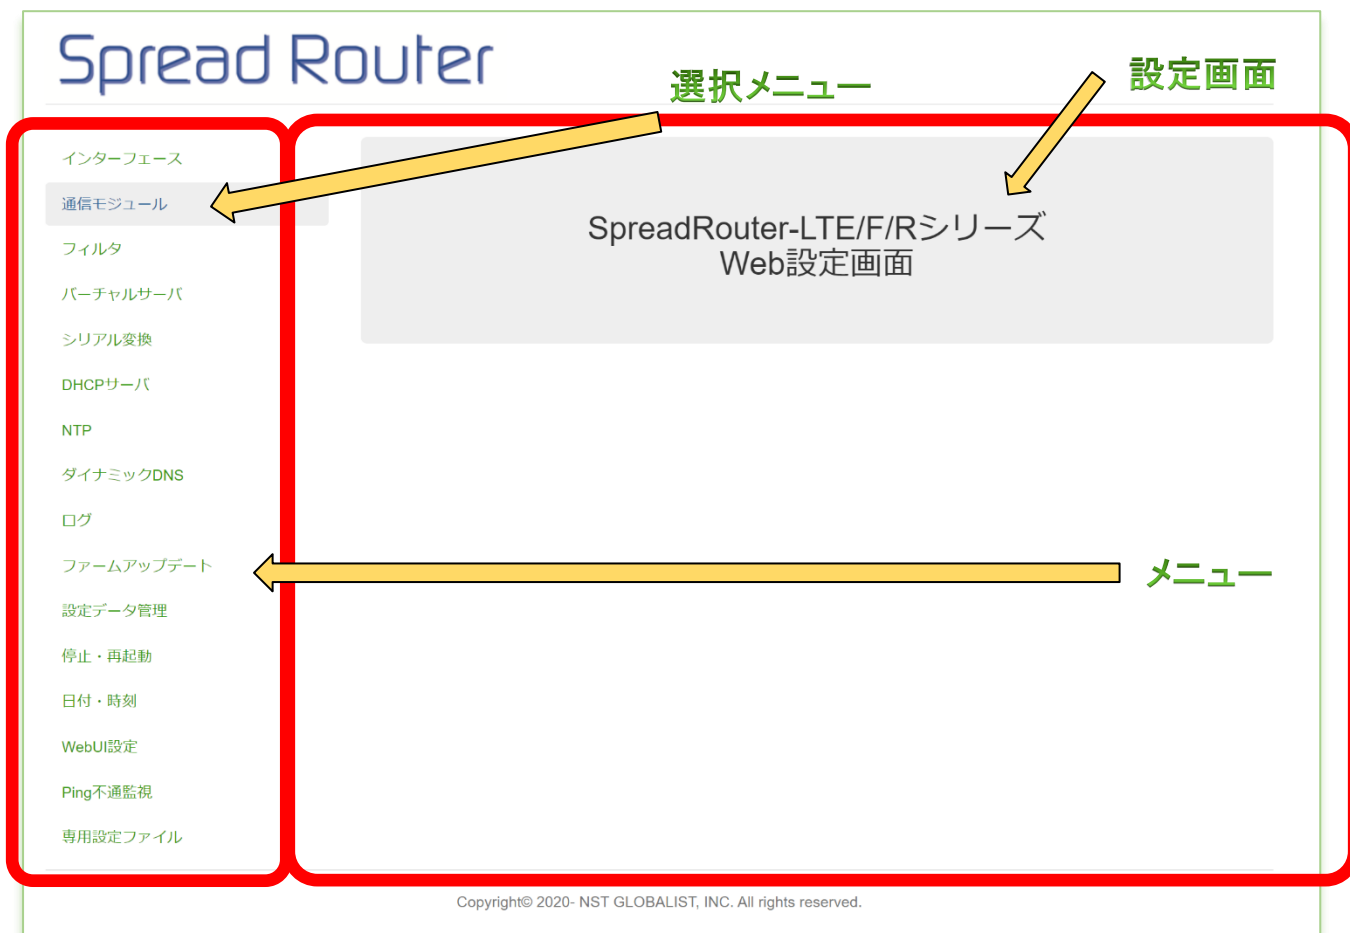 Spread Router
選択メニュー
設定画面
インターフェース
通信モジュール
フィルタ
バーチャルサーバ
シリアル変換
DHCPサーバ
NTP
ダイナミックDNS
ログ
ファームアップデート
設定データ管理
停止・再起動
日付・時刻
WebUI設定
Ping不通監視
専用設定ファイル
SpreadRouter-LTE/F/Rシリーズ
Web設定画面
メニュー
Copyright© 2020- NST GLOBALIST, INC. All rights reserved.